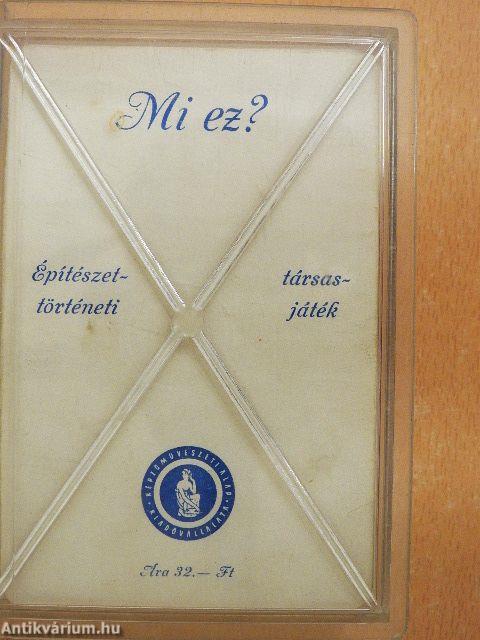 Mi ez?
Építészet-
történeti
társas-
játék
KÉPZŐMŰVÉSZETI ALAP
KIADÓVÁLLALATA
Ára 32.— Ft
Antikvárium.hu